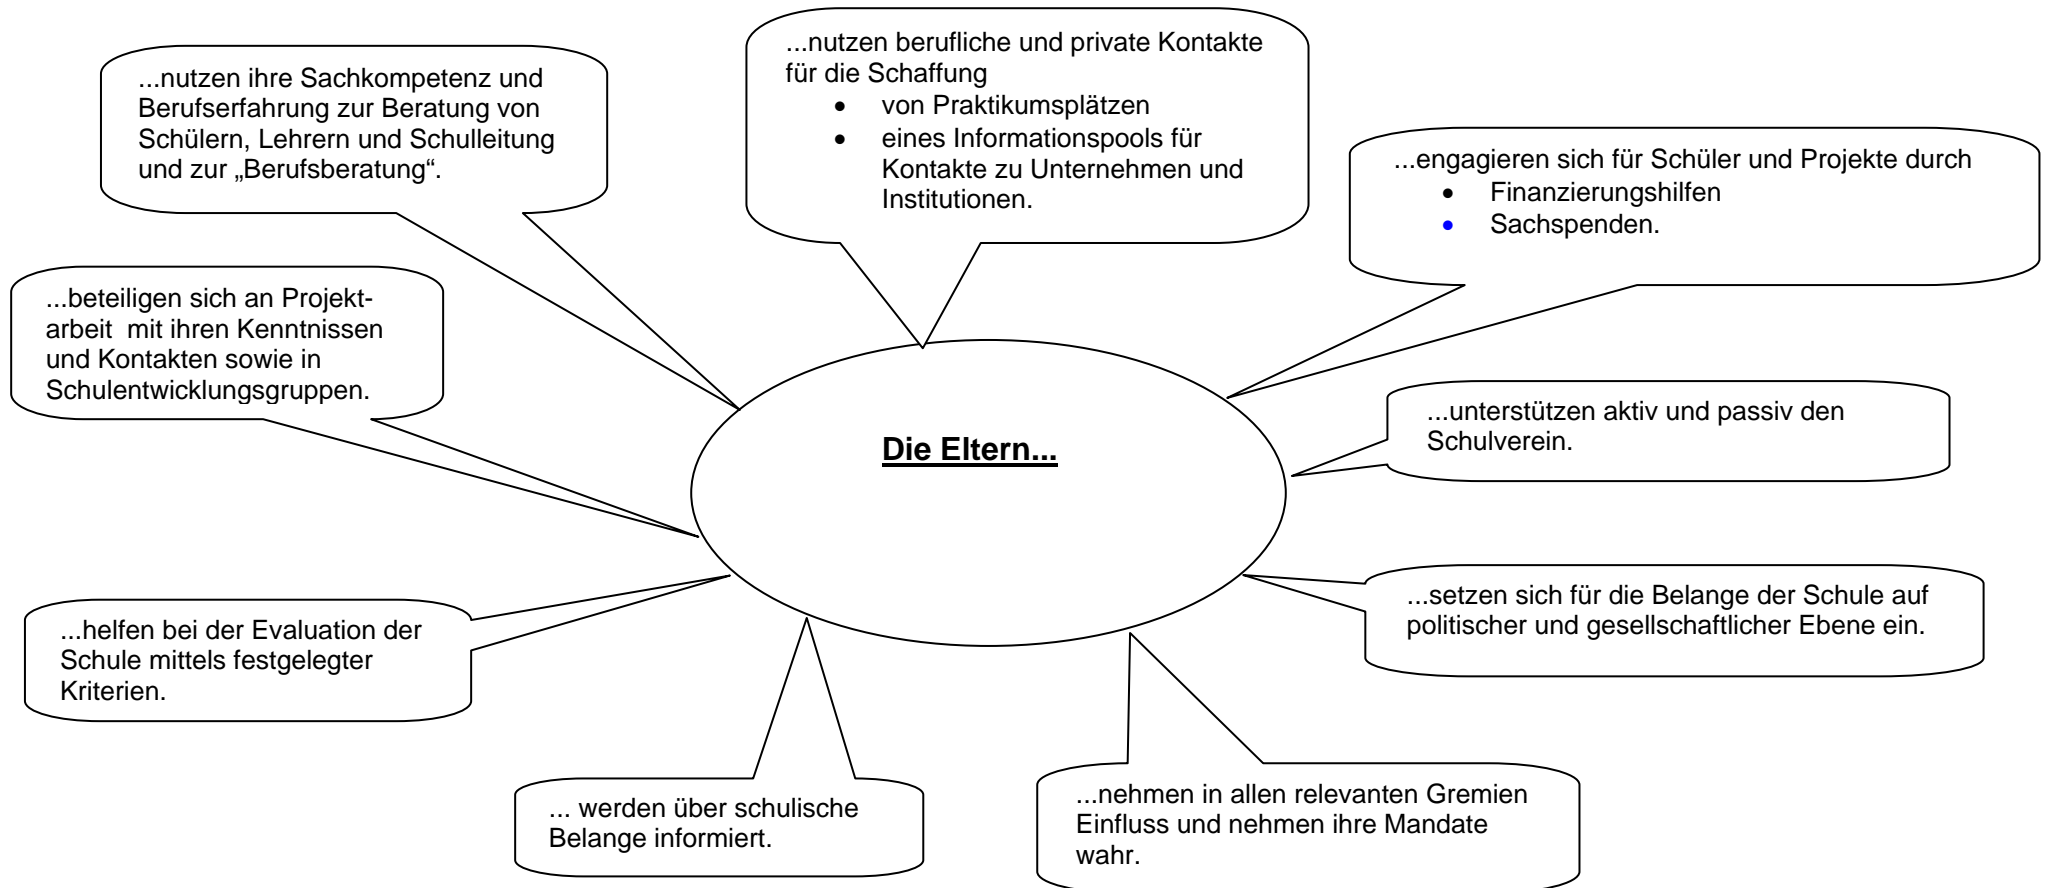 ...nutzen ihre Sachkompetenz und
Berufserfahrung zur Beratung von
Schülern, Lehrern und Schulleitung
und zur „Berufsberatung“.
...nutzen berufliche und private Kontakte
für die Schaffung
• von Praktikumsplätzen
• eines Informationspools für
Kontakte zu Unternehmen und
Institutionen.
...engagieren sich für Schüler und Projekte durch
• Finanzierungshilfen
• Sachspenden.
...beteiligen sich an Projekt-
arbeit  mit ihren Kenntnissen
und Kontakten sowie in
Schulentwicklungsgruppen.
Die Eltern...
...unterstützen aktiv und passiv den
Schulverein.
...helfen bei der Evaluation der
Schule mittels festgelegter
Kriterien.
...setzen sich für die Belange der Schule auf
politischer und gesellschaftlicher Ebene ein.
... werden über schulische
Belange informiert.
...nehmen in allen relevanten Gremien
Einfluss und nehmen ihre Mandate
wahr.